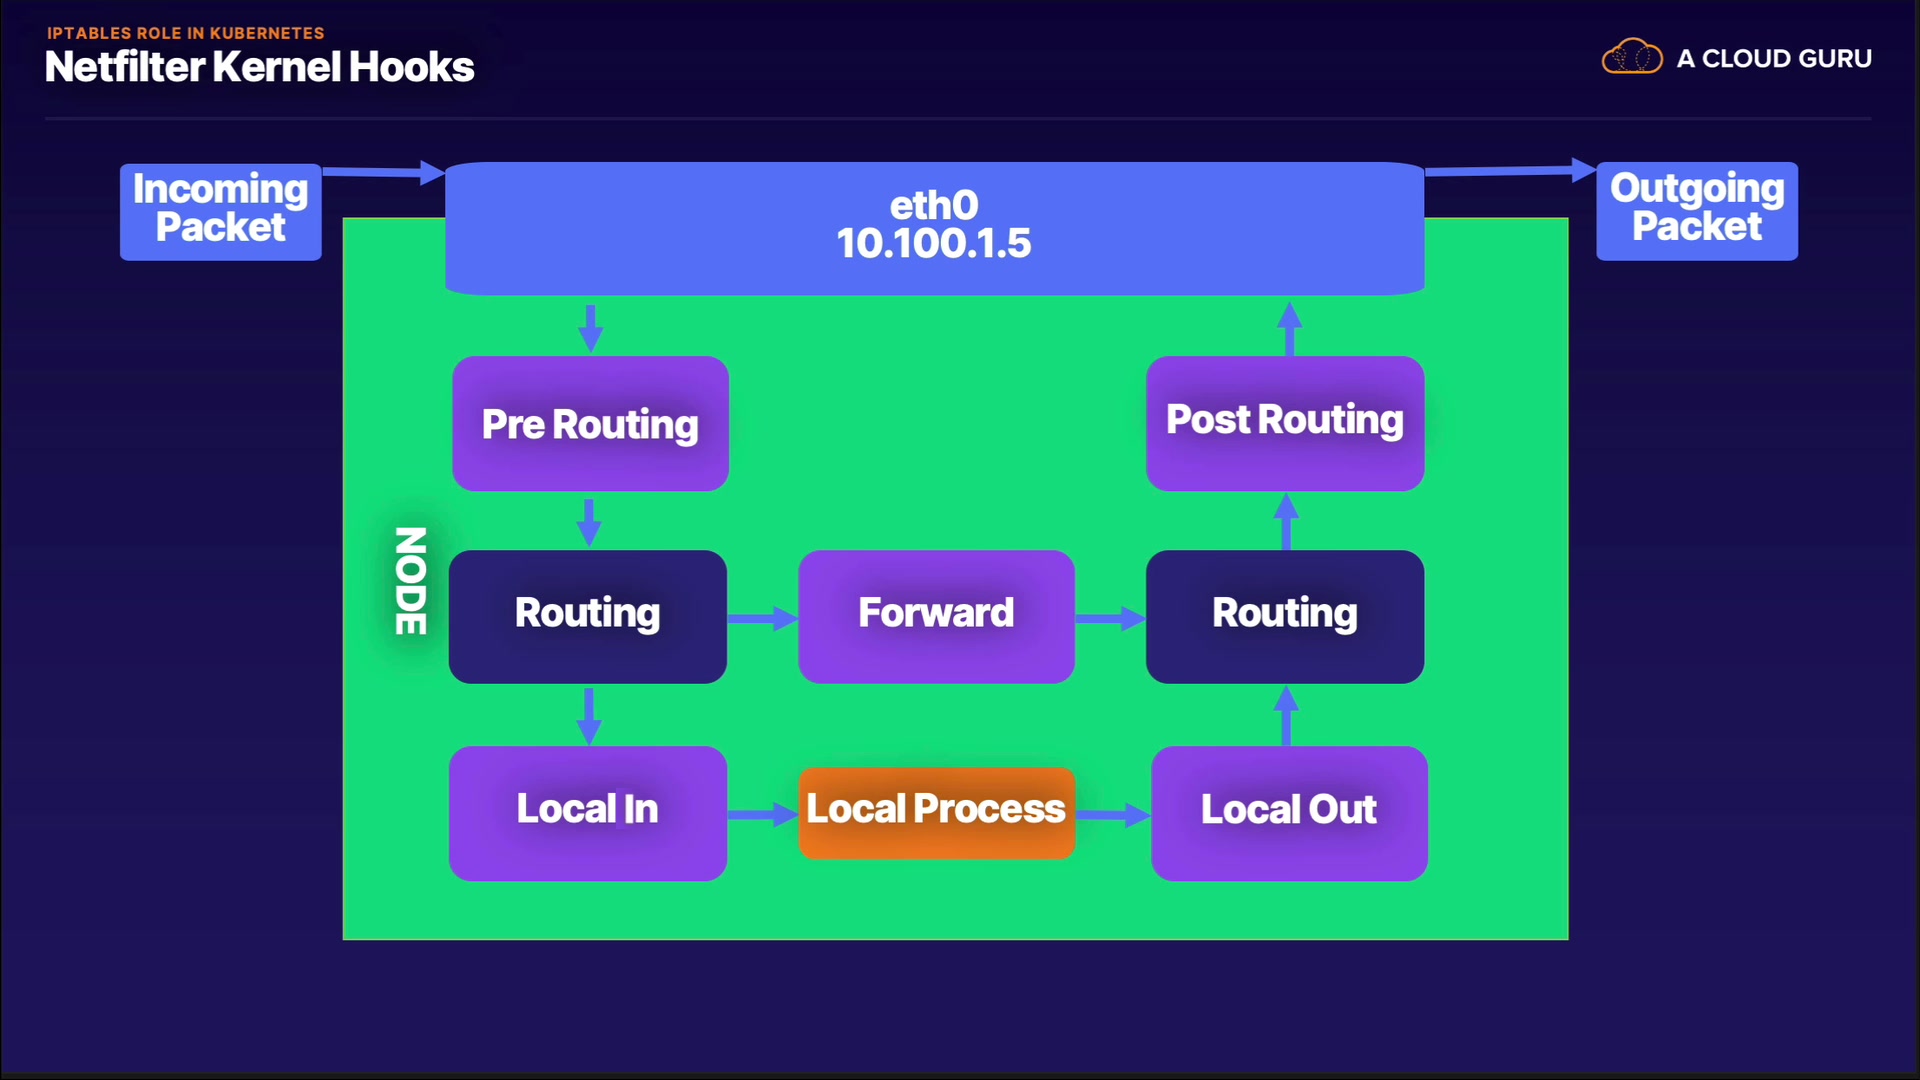 IPTABLES ROLE IN KUBERNETES
Netfilter Kernel Hooks
A CLOUD GURU
Incoming
Packet
eth0
10.100.1.5
Outgoing
Packet
Pre Routing
Post Routing
NODE
Routing
Forward
Routing
Local In
Local Process
Local Out